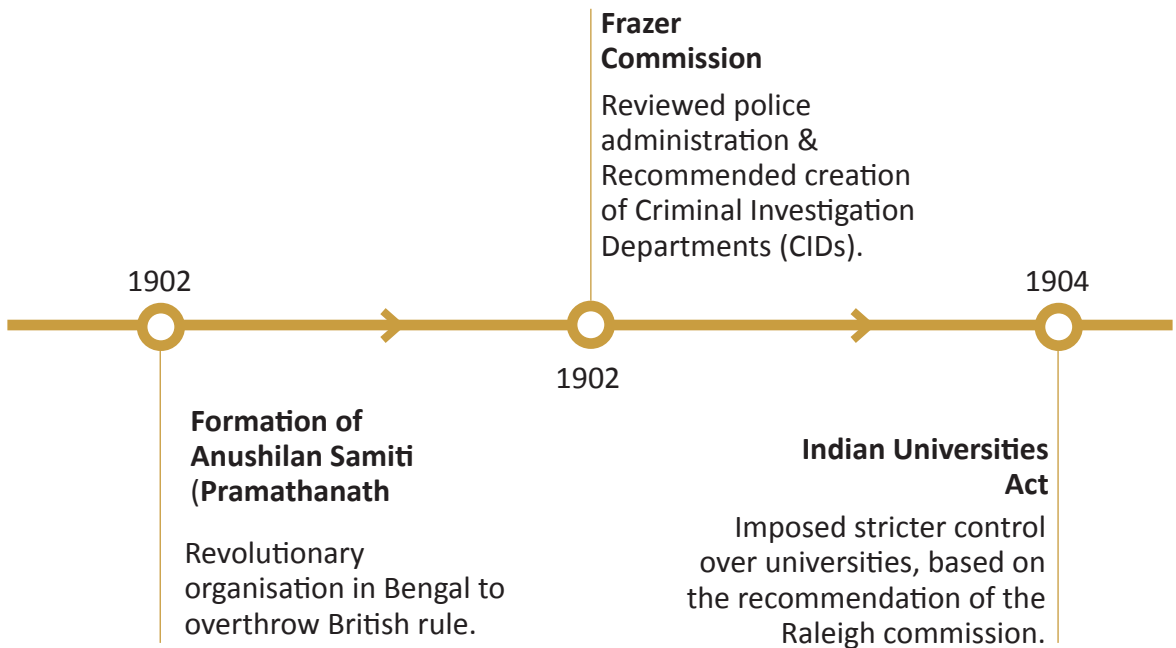 1902
Formation of
Anushilan Samiti
(Pramathanath
Revolutionary
organisation in Bengal to
overthrow British rule.
Frazer
Commission
Reviewed police
administration &
Recommended creation
of Criminal Investigation
Departments (CIDs).
1902
1904
Indian Universities
Act
Imposed stricter control
over universities, based on
the recommendation of the
Raleigh commission.